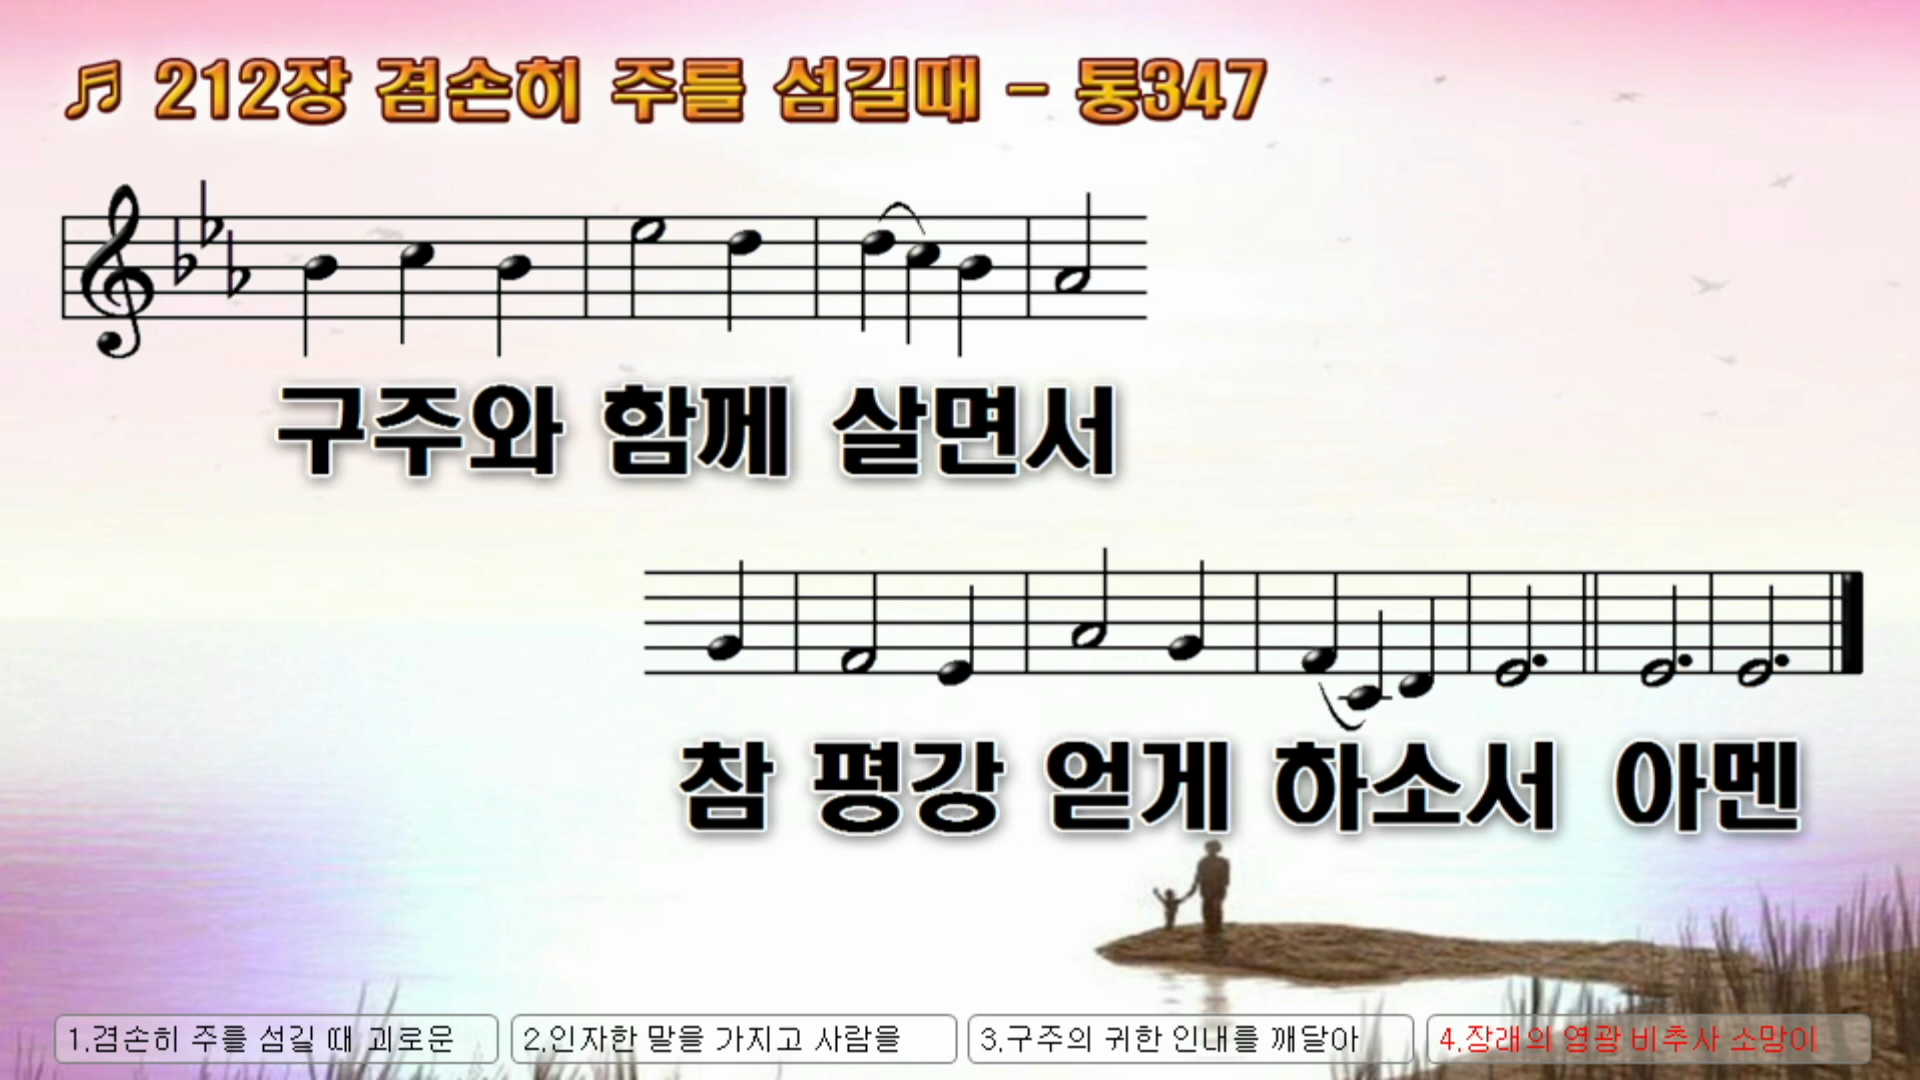 212장 겸손히 주를 섬길때 - 통347
구주와 함께 살면서
참 평강 얻게 하소서 아멘
1.겸손히 주를 섬길 때 괴로운
2.인자한 말을 가지고 사람을
3.구주의 귀한 인내를 깨달아
4.장래의 영광 비추사 소망이